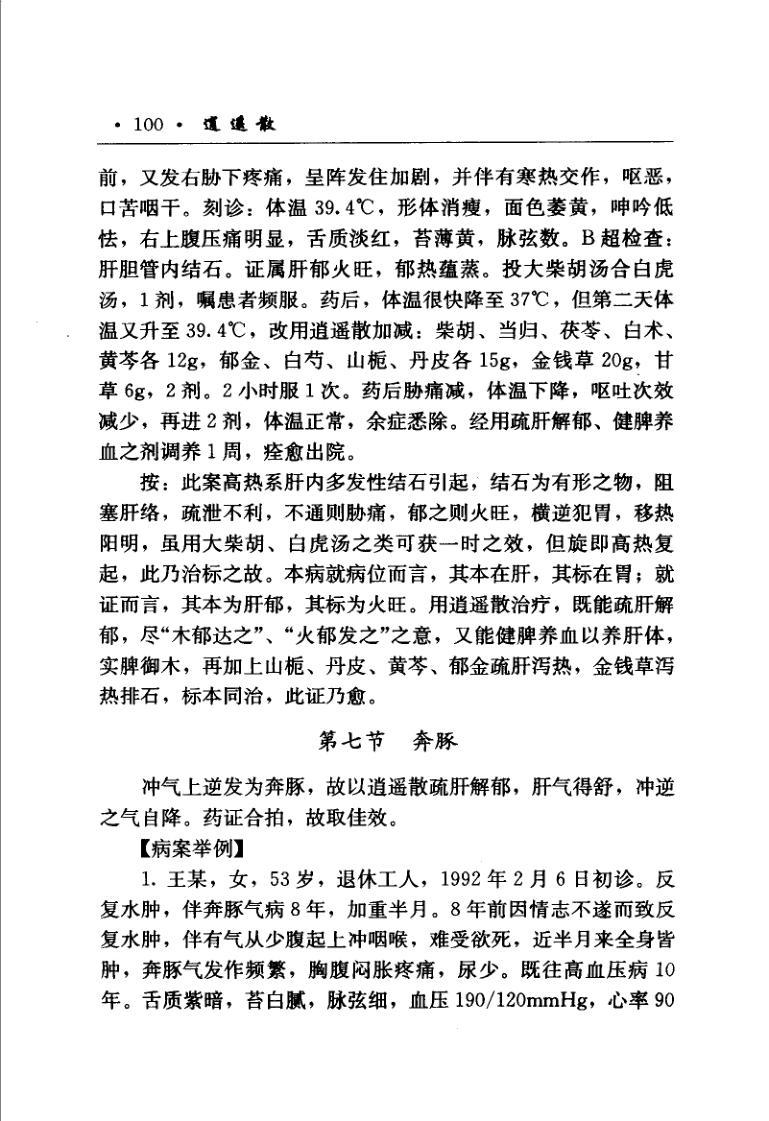 · 100 · 逍遥散
前，又发右胁下疼痛，呈阵发住加剧，并伴有寒热交作，呕恶，
口苦咽干。刻诊：体温 39.4℃，形体消瘦，面色萎黄，呻吟低
怯，右上腹压痛明显，舌质淡红，苔薄黄，脉弦数。B 超检查：
肝胆管内结石。证属肝郁火旺，郁热蕴蒸。投大柴胡汤合白虎
汤，1 剂，嘱患者频服。药后，体温很快降至 37℃，但第二天体
温又升至 39.4℃，改用逍遥散加减：柴胡、当归、茯苓、白术、
黄芩各 12g，郁金、白芍、山栀、丹皮各 15g，金钱草 20g，甘
草 6g，2 剂。2 小时服 1 次。药后胁痛减，体温下降，呕吐次效
减少，再进 2 剂，体温正常，余症悉除。经用疏肝解郁、健脾养
血之剂调养 1 周，痊愈出院。
按：此案高热系肝内多发性结石引起，结石为有形之物，阻
塞肝络，疏泄不利，不通则胁痛，郁之则火旺，横逆犯胃，移热
阳明，虽用大柴胡、白虎汤之类可获一时之效，但旋即高热复
起，此乃治标之故。本病就病位而言，其本在肝，其标在胃；就
证而言，其本为肝郁，其标为火旺。用逍遥散治疗，既能疏肝解
郁，尽“木郁达之”、“火郁发之”之意，又能健脾养血以养肝体，
实脾御木，再加上山栀、丹皮、黄芩、郁金疏肝泻热，金钱草泻
热排石，标本同治，此证乃愈。
第七节 奔豚
冲气上逆发为奔豚，故以逍遥散疏肝解郁，肝气得舒，冲逆
之气自降。药证合拍，故取佳效。
【病案举例】
1. 王某，女，53 岁，退休工人，1992 年 2 月 6 日初诊。反
复水肿，伴奔豚气病 8 年，加重半月。8 年前因情志不遂而致反
复水肿，伴有气从少腹起上冲咽喉，难受欲死，近半月来全身皆
肿，奔豚气发作频繁，胸腹闷胀疼痛，尿少。既往高血压病 10
年。舌质紫暗，苔白腻，脉弦细，血压 190/120mmHg，心率 90